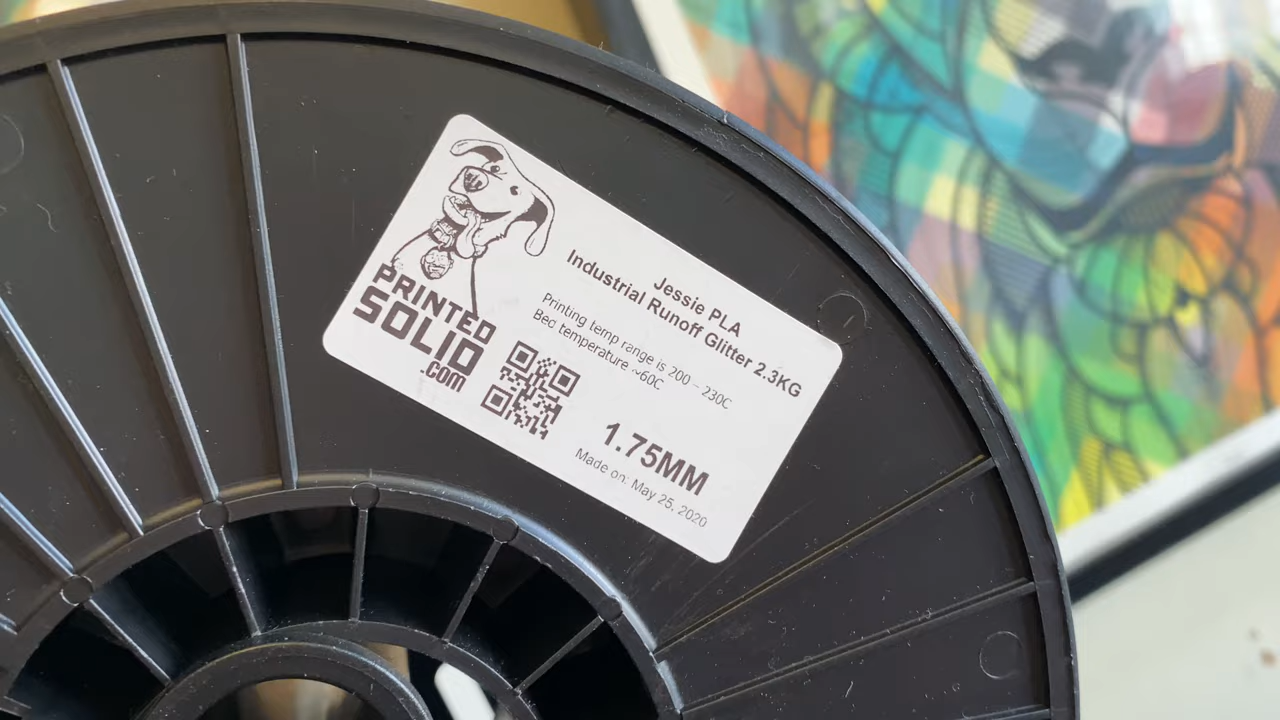 PRINTED
SOLID
.com
Jessie PLA
Industrial Runoff Glitter 2.3KG
Printing temp range is 200 – 230C
Bed temperature ~60C
1.75MM
Made on: May 25, 2020